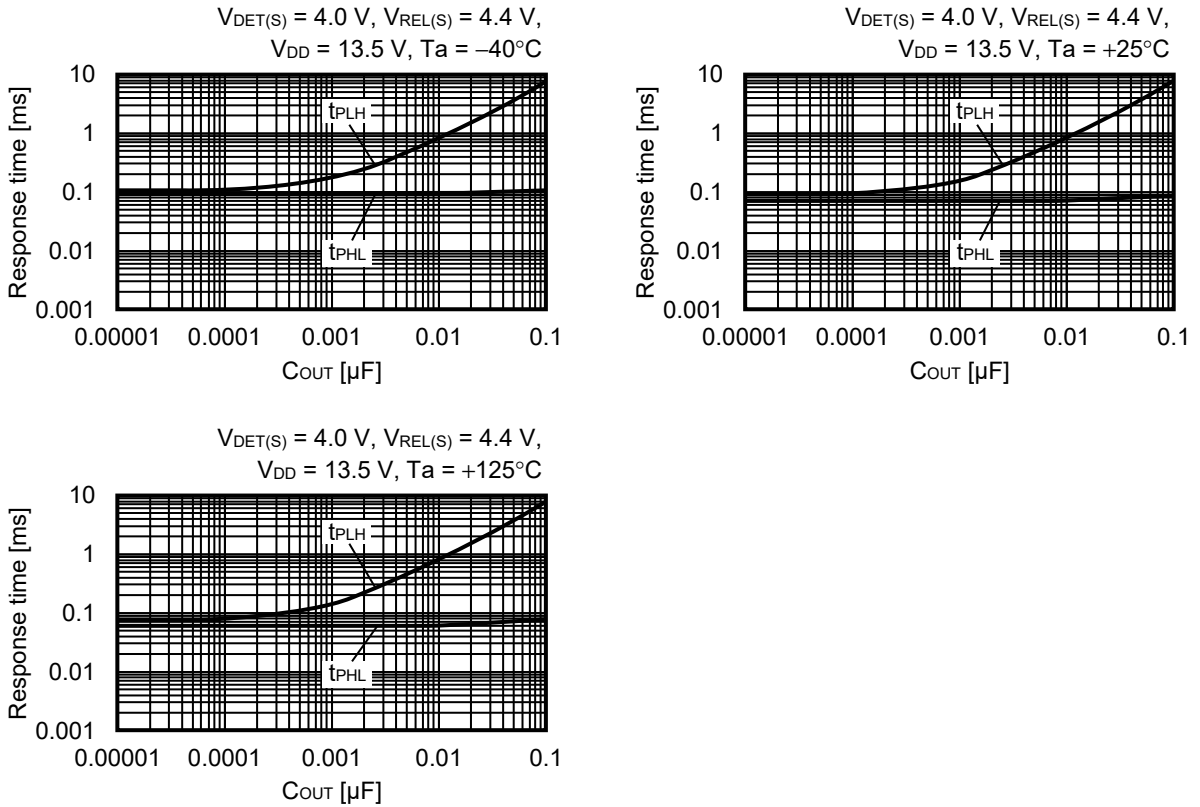 VDET(S) = 4.0 V, VREL(S) = 4.4 V,
VDD = 13.5 V, Ta = −40°C
Response time [ms]
10
1
0.1
0.01
0.001
tPLH
tPHL
0.00001 0.0001 0.001 0.01 0.1
COUT [µF]
VDET(S) = 4.0 V, VREL(S) = 4.4 V,
VDD = 13.5 V, Ta = +25°C
Response time [ms]
10
1
0.1
0.01
0.001
tPLH
tPHL
0.00001 0.0001 0.001 0.01 0.1
COUT [µF]
VDET(S) = 4.0 V, VREL(S) = 4.4 V,
VDD = 13.5 V, Ta = +125°C
Response time [ms]
10
1
0.1
0.01
0.001
tPLH
tPHL
0.00001 0.0001 0.001 0.01 0.1
COUT [µF]